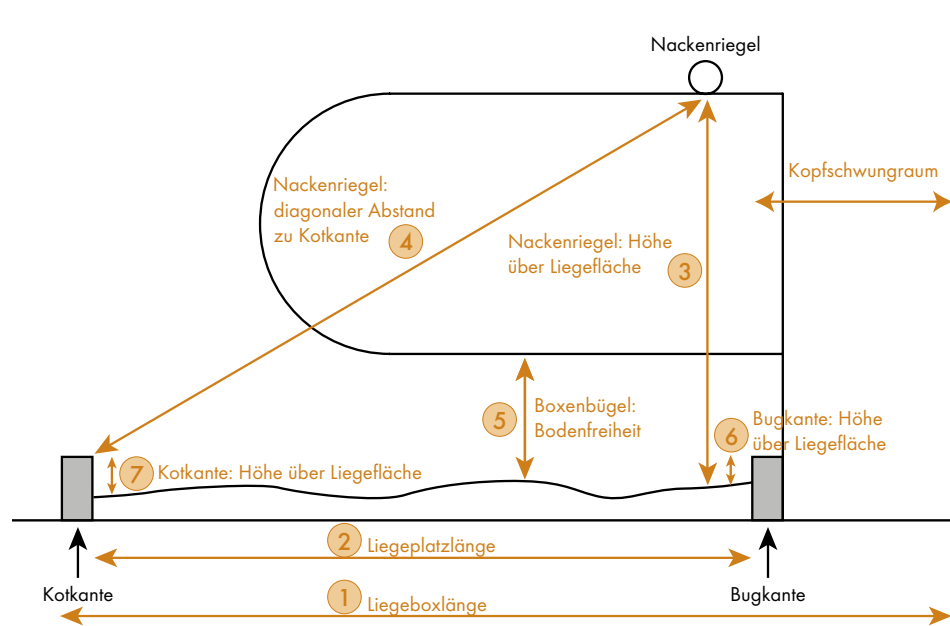 Nackenriegel
Kopfschwungraum
Nackenriegel:
diagonaler Abstand
zu Kotkante
4
Nackenriegel: Höhe
über Liegefläche
3
5
Boxenbügel:
Bodenfreiheit
6
Bugkante: Höhe
über Liegefläche
7
Kotkante: Höhe über Liegefläche
2
Liegeplatzlänge
Kotkante
Bugkante
1
Liegeboxlänge